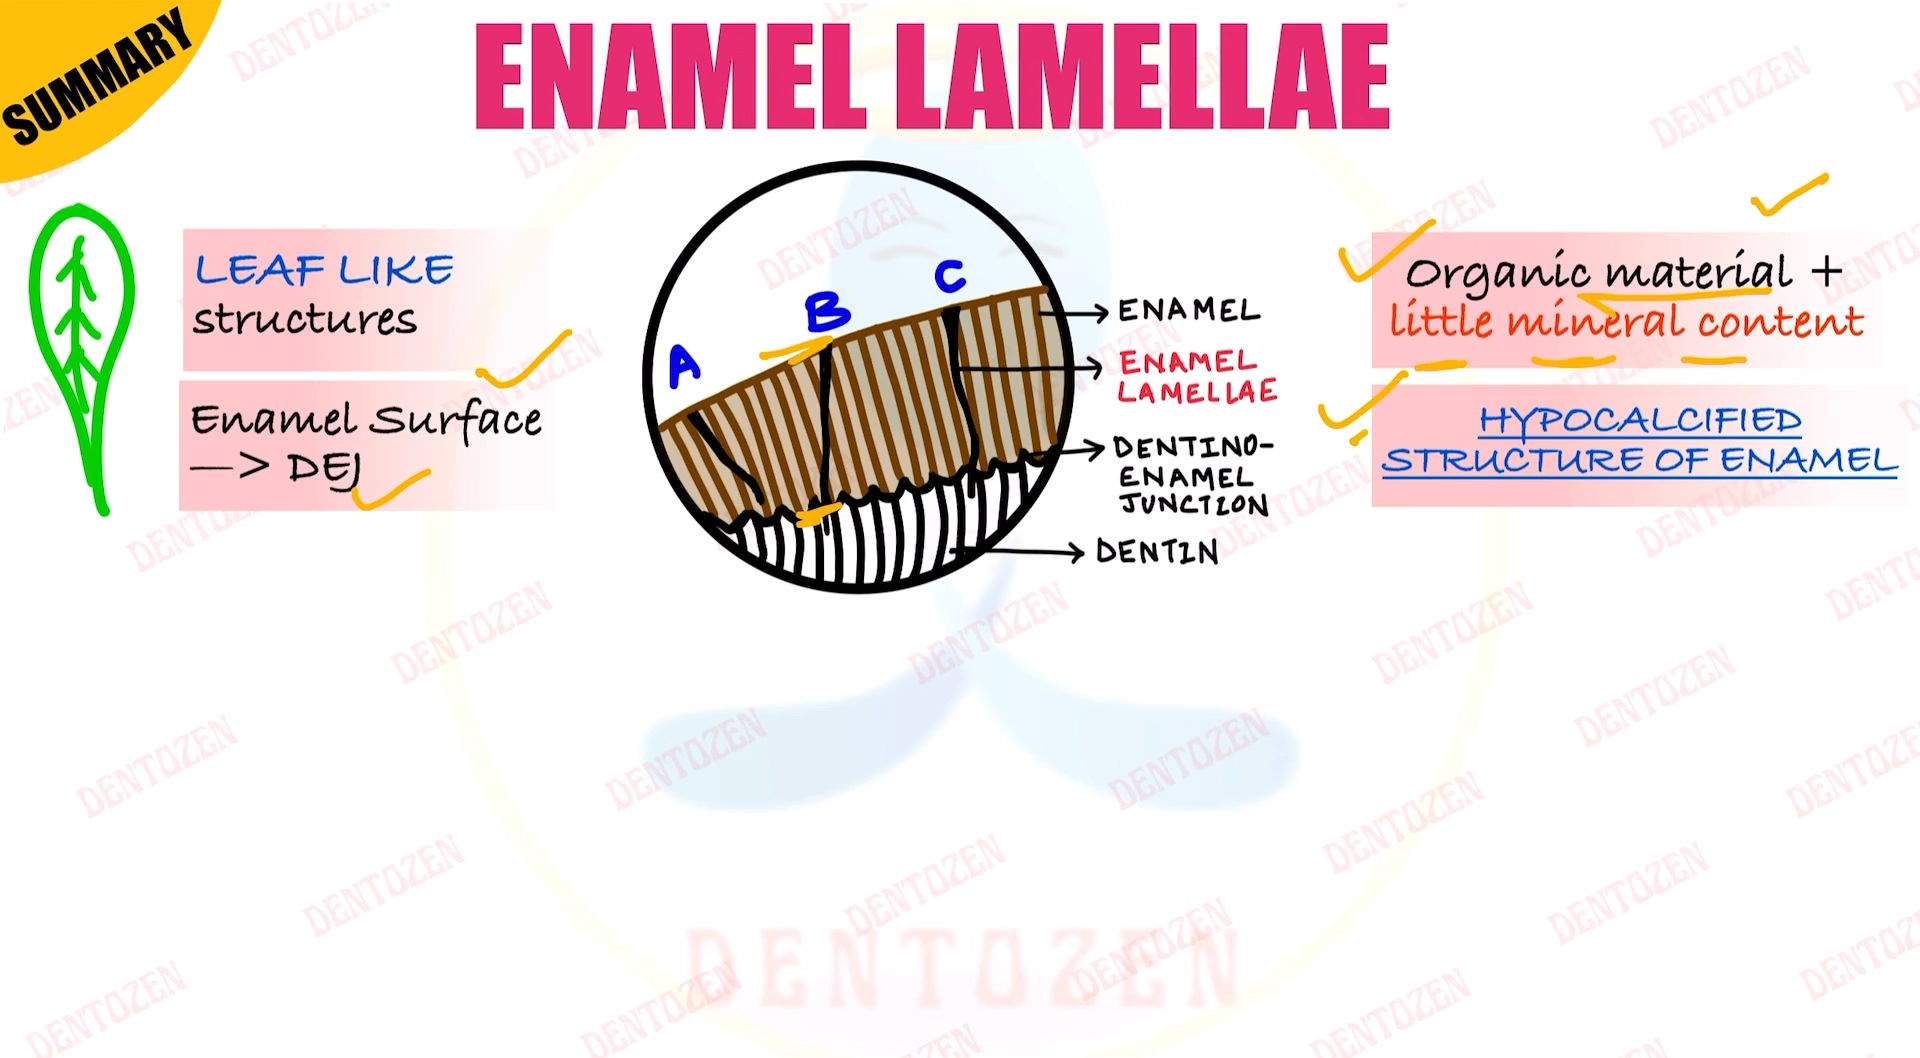 SUMMARY
ENAMEL LAMELLAE
LEAF LIKE
structures
Enamel Surface
—> DEJ
A
B
C
ENAMEL
ENAMEL
LAMELLAE
DENTINO-
ENAMEL
JUNCTION
DENTIN
Organic material +
little mineral content
HYPOCALCIFIED
STRUCTURE OF ENAMEL
DENTOZEN